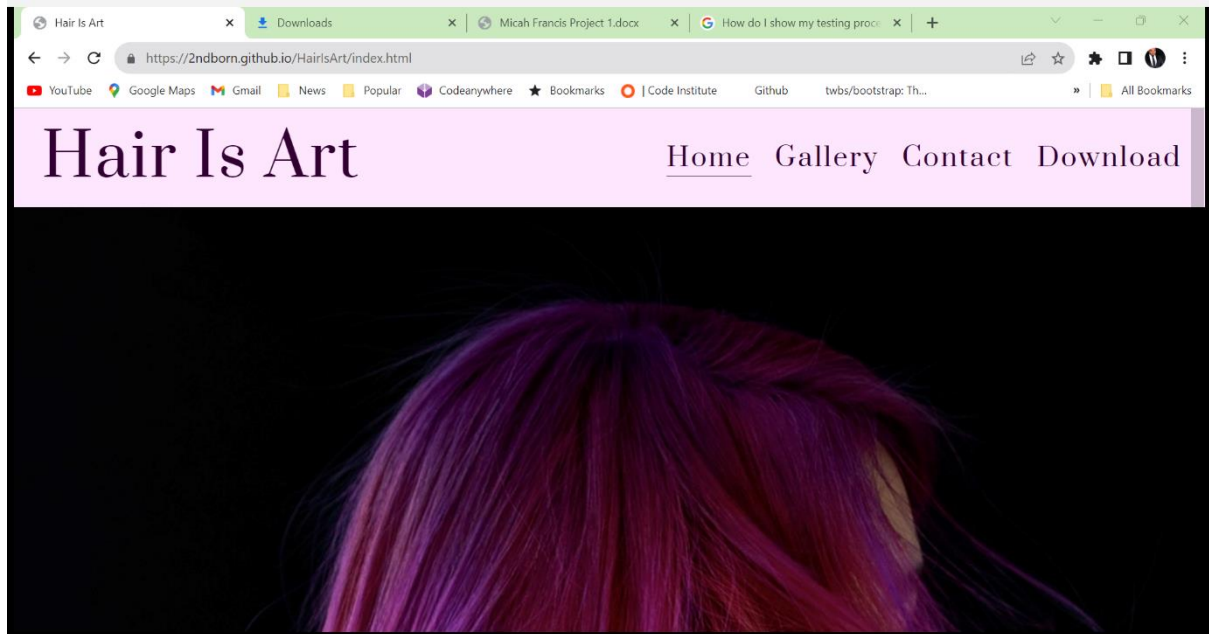 Hair Is Art Downloads Micah Francis Project 1.docx How do I show my testing proce
https://2ndborn.github.io/HairIsArt/index.html
YouTube Google Maps Gmail News Popular Codeanywhere Bookmarks | Code Institute Github twbs/bootstrap: Th... » All Bookmarks
Hair Is Art Home Gallery Contact Download